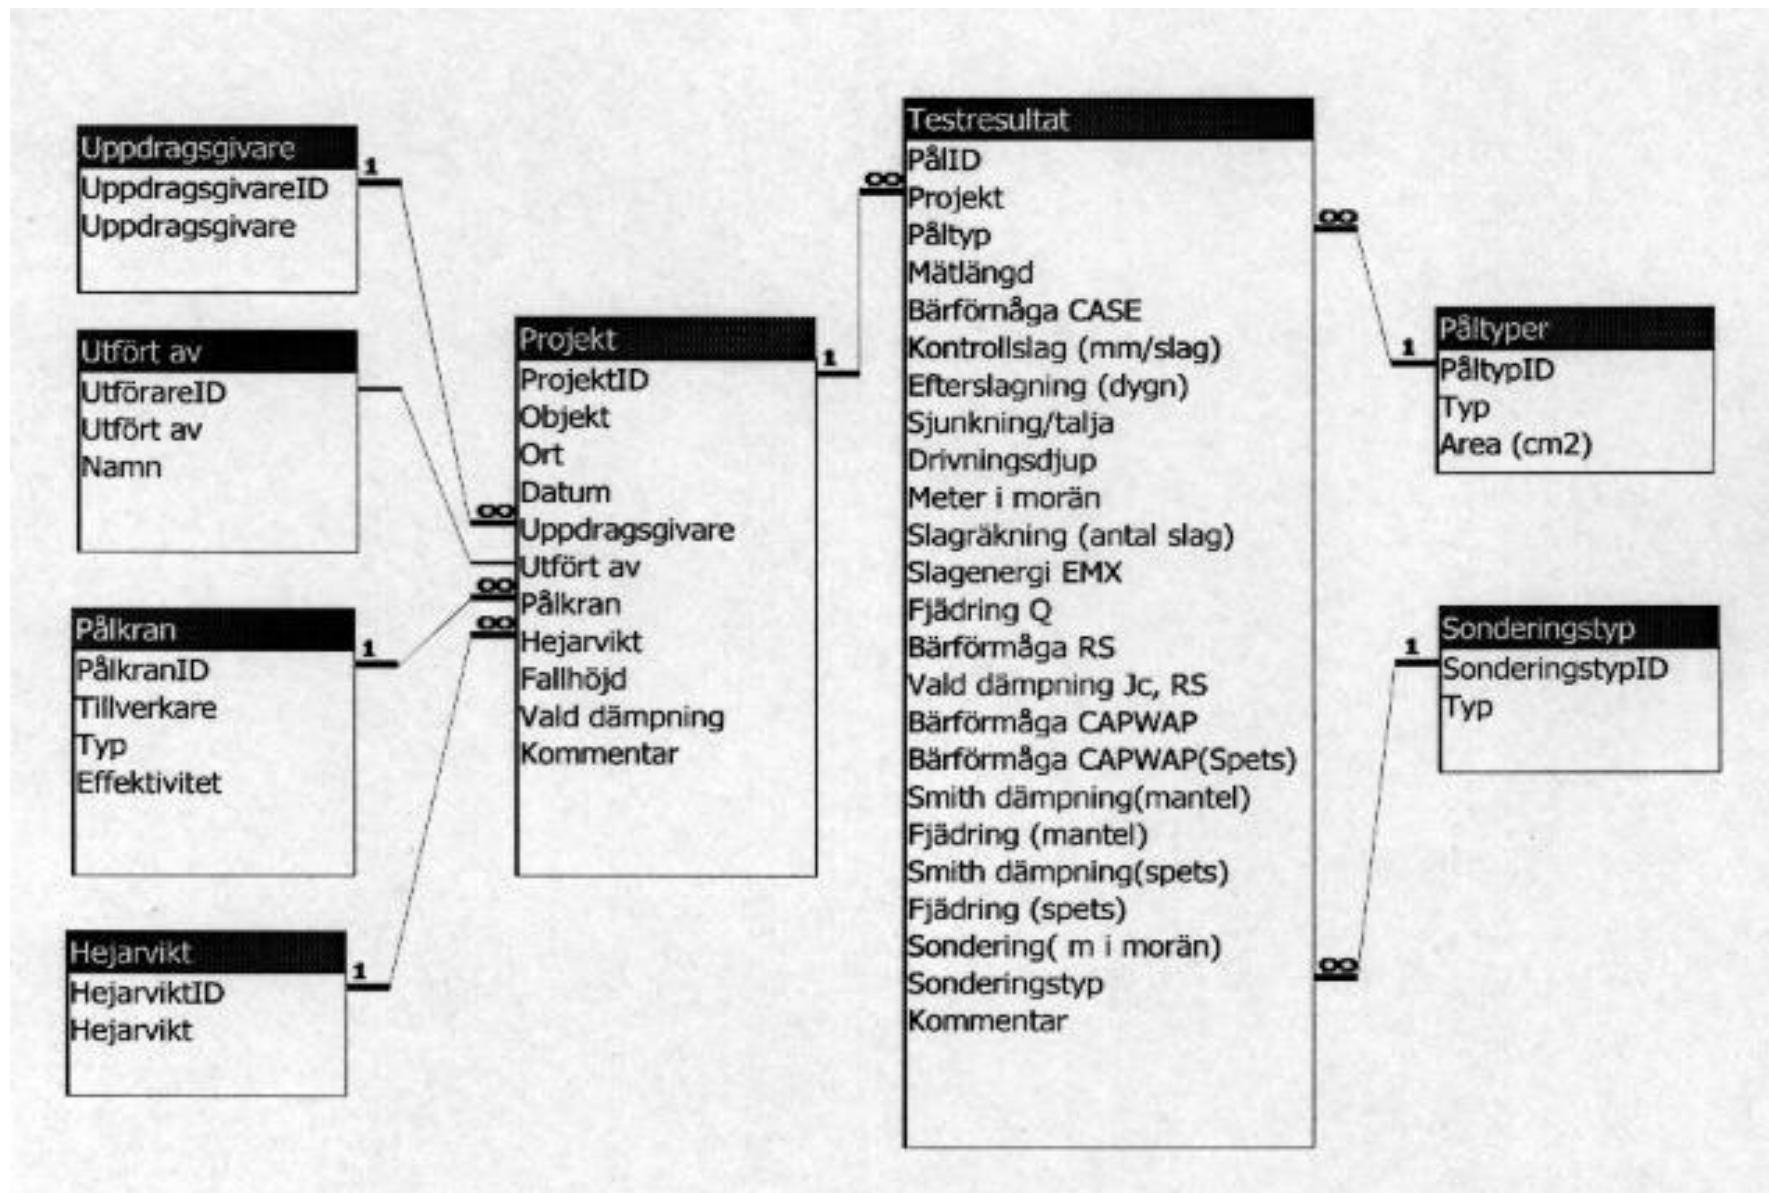 Uppdragsgivare
UppdragsgivareID
Uppdragsgivare
1
Utfört av
UtförareID
Utfört av
Namn
Pålkran
PålkranID
Tillverkare
Typ
Effektivitet
1
Hejarvikt
HejarviktID
Hejarvikt
1
Projekt
ProjektID
Objekt
Ort
Datum
Uppdragsgivare
Utfört av
Pålkran
Hejarvikt
Fallhöjd
Vald dämpning
Kommentar
∞
∞
∞
1
∞
Testresultat
PålID
Projekt
Påltyp
Mätlängd
Bärförmåga CASE
Kontrollslag (mm/slag)
Efterslagning (dygn)
Sjunkning/talja
Drivningsdjup
Meter i morän
Slagräkning (antal slag)
Slagenergi EMX
Fjädring Q
Bärförmåga RS
Vald dämpning Jc, RS
Bärförmåga CAPWAP
Bärförmåga CAPWAP(Spets)
Smith dämpning(mantel)
Fjädring (mantel)
Smith dämpning(spets)
Fjädring (spets)
Sondering( m i morän)
Sonderingstyp
Kommentar
∞
∞
1
Påltyper
PåltypID
Typ
Area (cm2)
1
Sonderingstyp
SonderingstypID
Typ